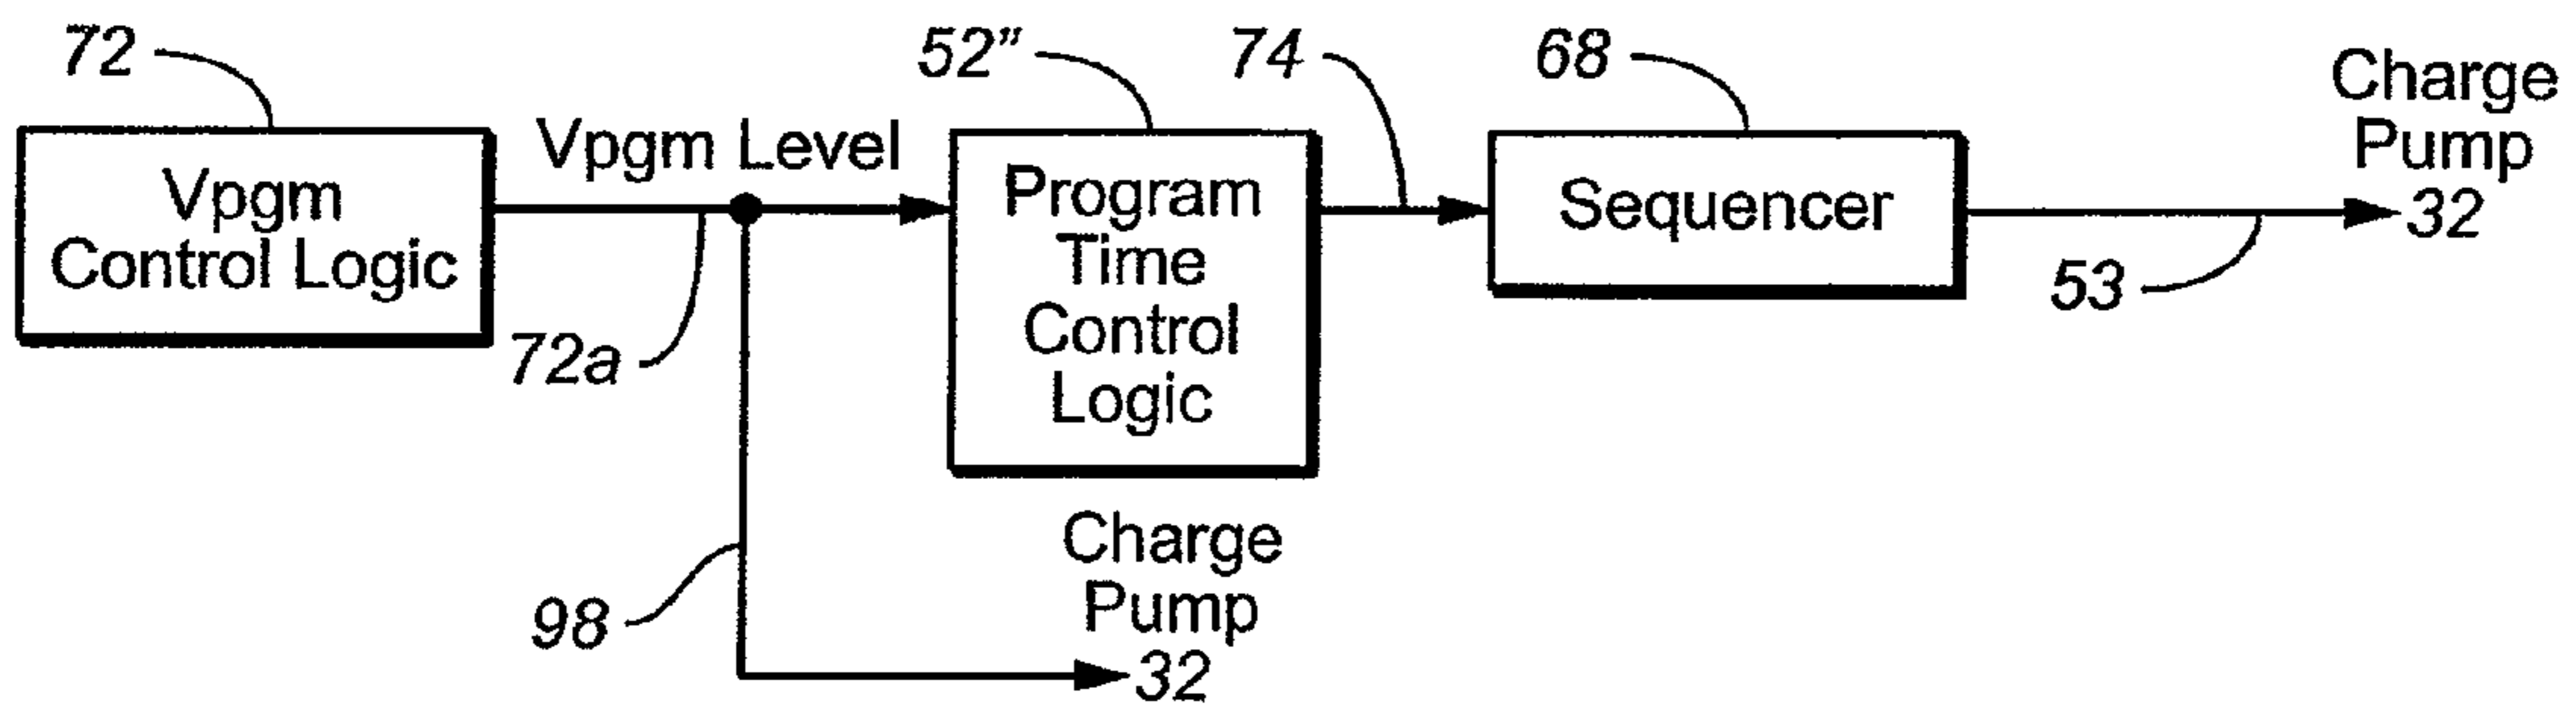 72
52"
74
68
Charge
Pump
32
Vpgm
Control Logic
Vpgm Level
Program
Time
Control
Logic
Sequencer
72a
53
98
Charge
Pump
32